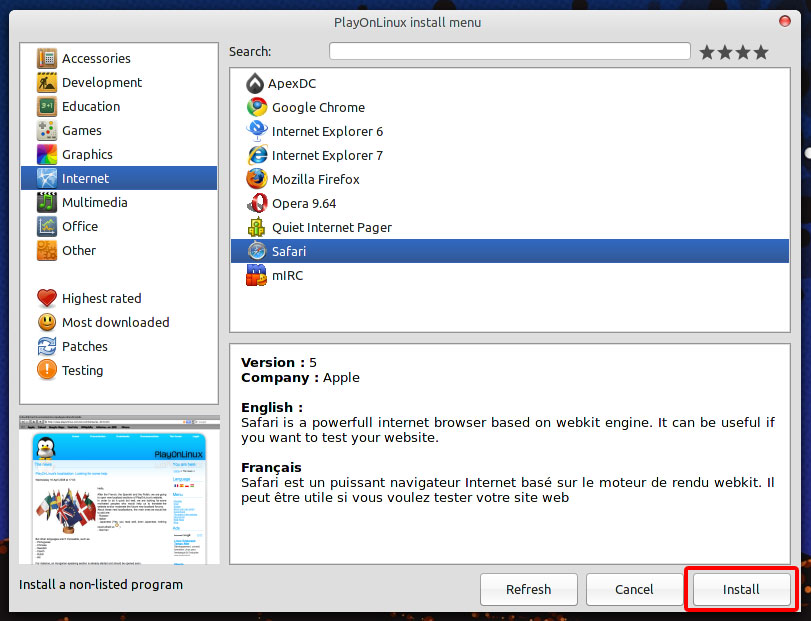 PlayOnLinux install menu
Search:
Accessories
Development
Education
Games
Graphics
Internet
Multimedia
Office
Other
Highest rated
Most downloaded
Patches
Testing
ApexDC
Google Chrome
Internet Explorer 6
Internet Explorer 7
Mozilla Firefox
Opera 9.64
Quiet Internet Pager
Safari
mIRC
Version : 5
Company : Apple
English :
Safari is a powerfull internet browser based on webkit engine. It can be useful if
you want to test your website.
Français
Safari est un puissant navigateur Internet basé sur le moteur de rendu webkit. Il
peut être utile si vous voulez tester votre site web
PlayOnLinux
Install a non-listed program
Refresh
Cancel
Install